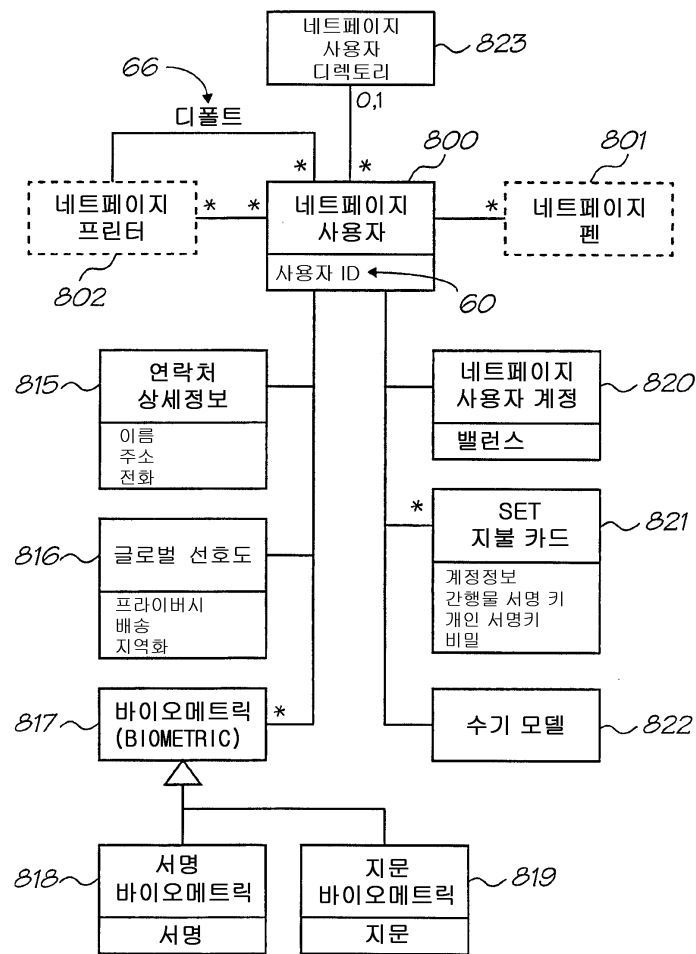 네트페이지
사용자
디렉토리
823
66
디폴트
0,1
800
801
*
*
네트페이지
프린터
*
*
네트페이지
사용자
*
네트페이지
펜
802
사용자 ID
60
815
연락처
상세정보
이름
주소
전화
네트페이지
사용자 계정
밸런스
820
816
글로벌 선호도
프라이버시
배송
지역화
*
SET
지불 카드
계정정보
간행물 서명 키
개인 서명키
비밀
821
817
바이오메트릭
(BIOMETRIC)
*
수기 모델
822
818
서명
바이오메트릭
서명
지문
바이오메트릭
지문
819